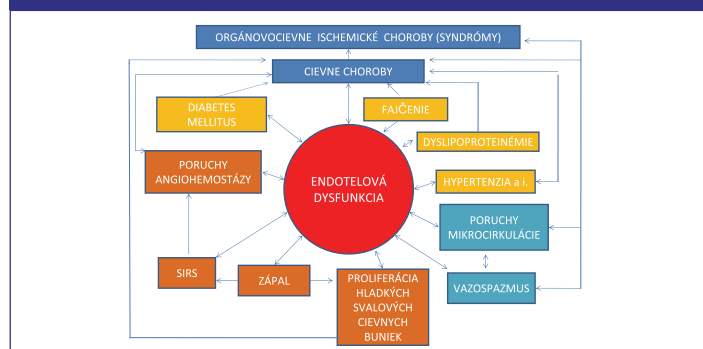 ORGÁNOVOCIEVNE ISCHEMICKÉ CHOROBY (SYNDRÓMY)
CIEVNE CHOROBY
DIABETES
MELLITUS
FAJČENIE
DYSLIPOPROTEINÉMIE
PORUCHY
ANGIOHEMOSTÁZY
ENDOTELOVÁ
DYSFUNKCIA
HYPERTENZIA a i.
PORUCHY
MIKROCIRKULÁCIE
SIRS
ZÁPAL
PROLIFERÁCIA
HLADKÝCH
SVALOVÝCH
CIEVNYCH
BUNIEK
VAZOSPAZMUS